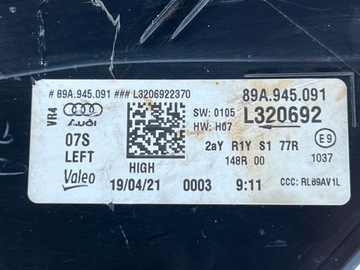 # 89A.945.091 ### L3206922370
89A.945.091
VR4
Audi
SW: 0105
L320692
HW: H07
07S
LEFT
2aY R1Y S1 77R
E9
148R 00
1037
HIGH
Valeo
19/04/21
0003
9:11
CCC: RL89AV1L